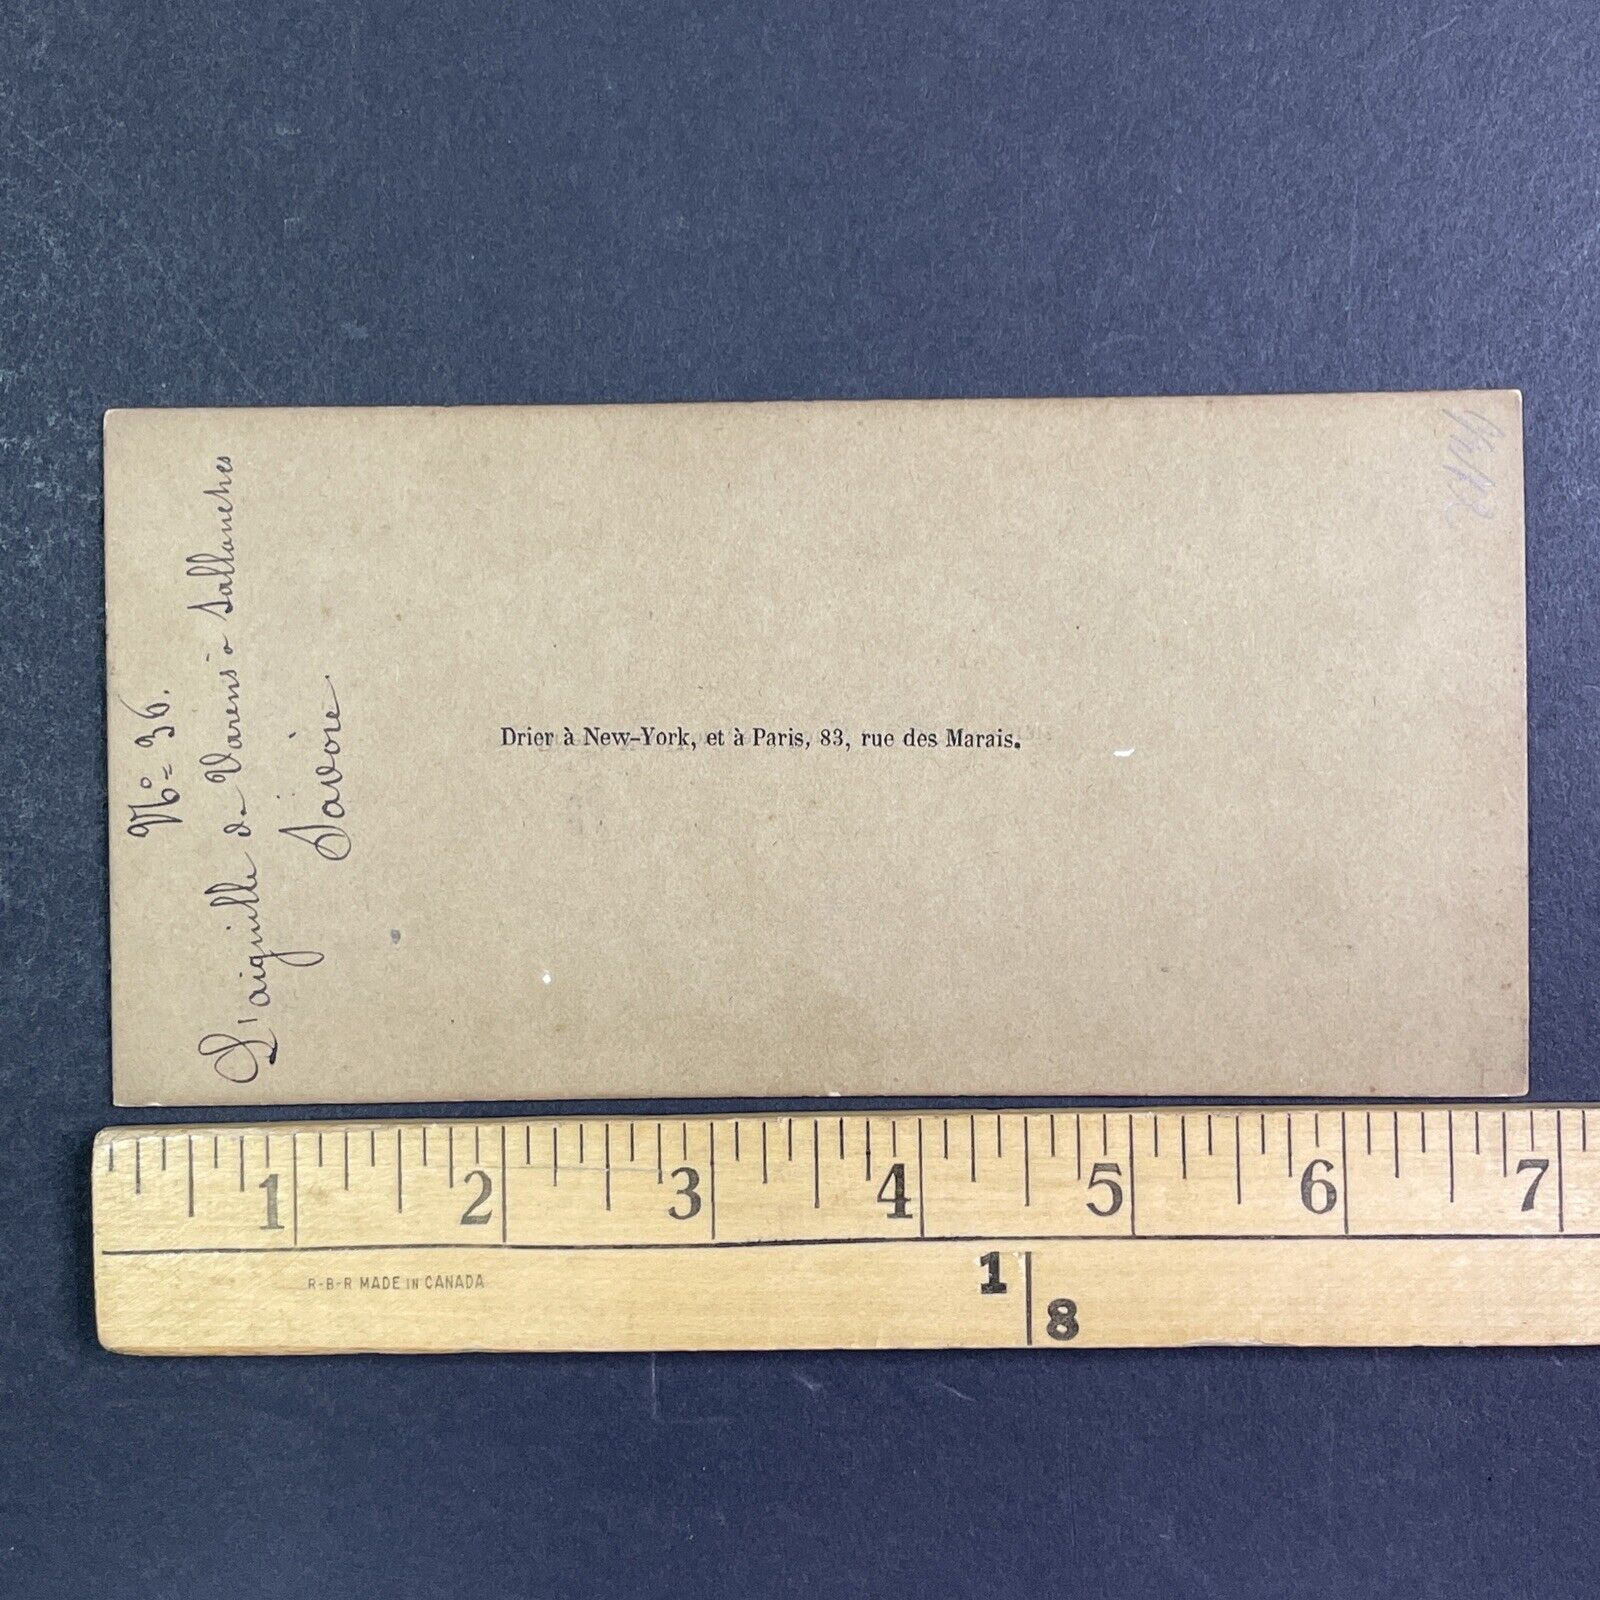 N° = 36.
L'aiguille de Varens à Sallanches
Savoie.
Drier à New-York, et à Paris, 83, rue des Marais.
1 2 3 4 5 6 7
R-B-R MADE IN CANADA
1
8